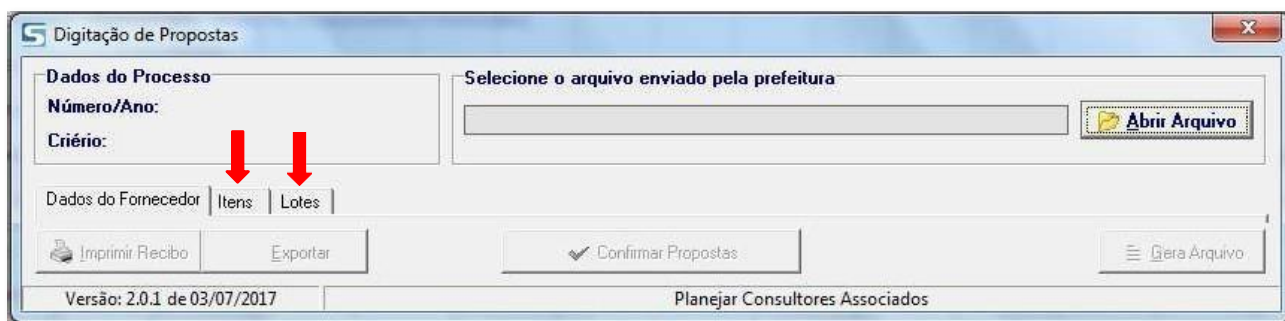 Digitação de Propostas
Dados do Processo
Número/Ano:
Criério:
Selecione o arquivo enviado pela prefeitura
Abrir Arquivo
Dados do Fornecedor Itens Lotes
Imprimir Recibo Exportar Confirmar Propostas Gera Arquivo
Versão: 2.0.1 de 03/07/2017 Planejar Consultores Associados